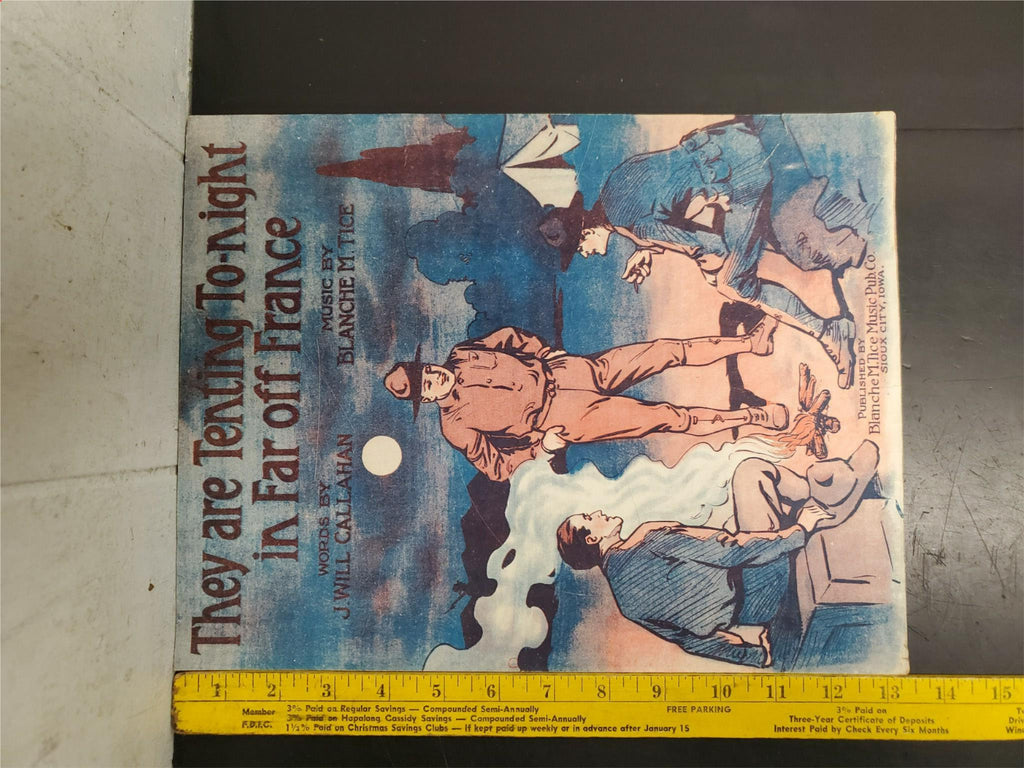 They are Tenting To-night
in Far off France
WORDS BY
J WILL CALLAHAN
MUSIC BY
BLANCHE M. TICE
PUBLISHED BY
Blanche M. Tice Music Pub. Co.
SIOUX CITY, IOWA.
1 2 3 4 5 6 7 8 9 10 11 12 13 14 15
Member
F.D.I.C.
3% Paid on Regular Savings — Compounded Semi-Annually
3% Paid on Hopalong Cassidy Savings — Compounded Semi-Annually
1½% Paid on Christmas Savings Clubs — If kept paid up weekly or in advance after January 15
FREE PARKING
3% Paid on
Three-Year Certificate of Deposits
Interest Paid by Check Every Six Months